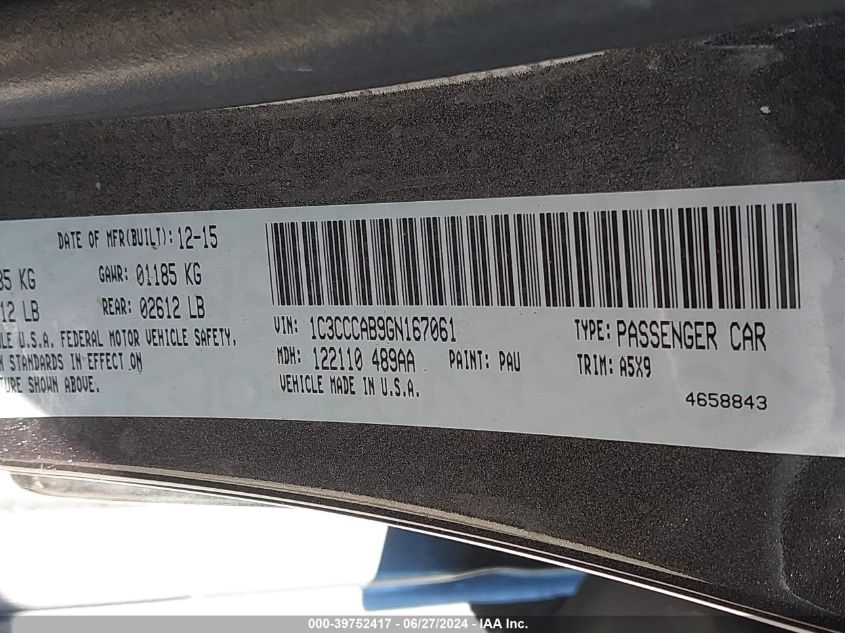 DATE OF MFR(BUILT): 12-15
85 KG GAWR: 01185 KG
12 LB REAR: 02612 LB
U.S.A. FEDERAL MOTOR VEHICLE SAFETY,
STANDARDS IN EFFECT ON
SHOWN ABOVE.
VIN: 1C3CCCAB9GN167061 TYPE: PASSENGER CAR
MDH: 122110 489AA PAINT: PAU TRIM: A5X9
VEHICLE MADE IN U.S.A. 4658843
000-39752417 - 06/27/2024 - IAA Inc.